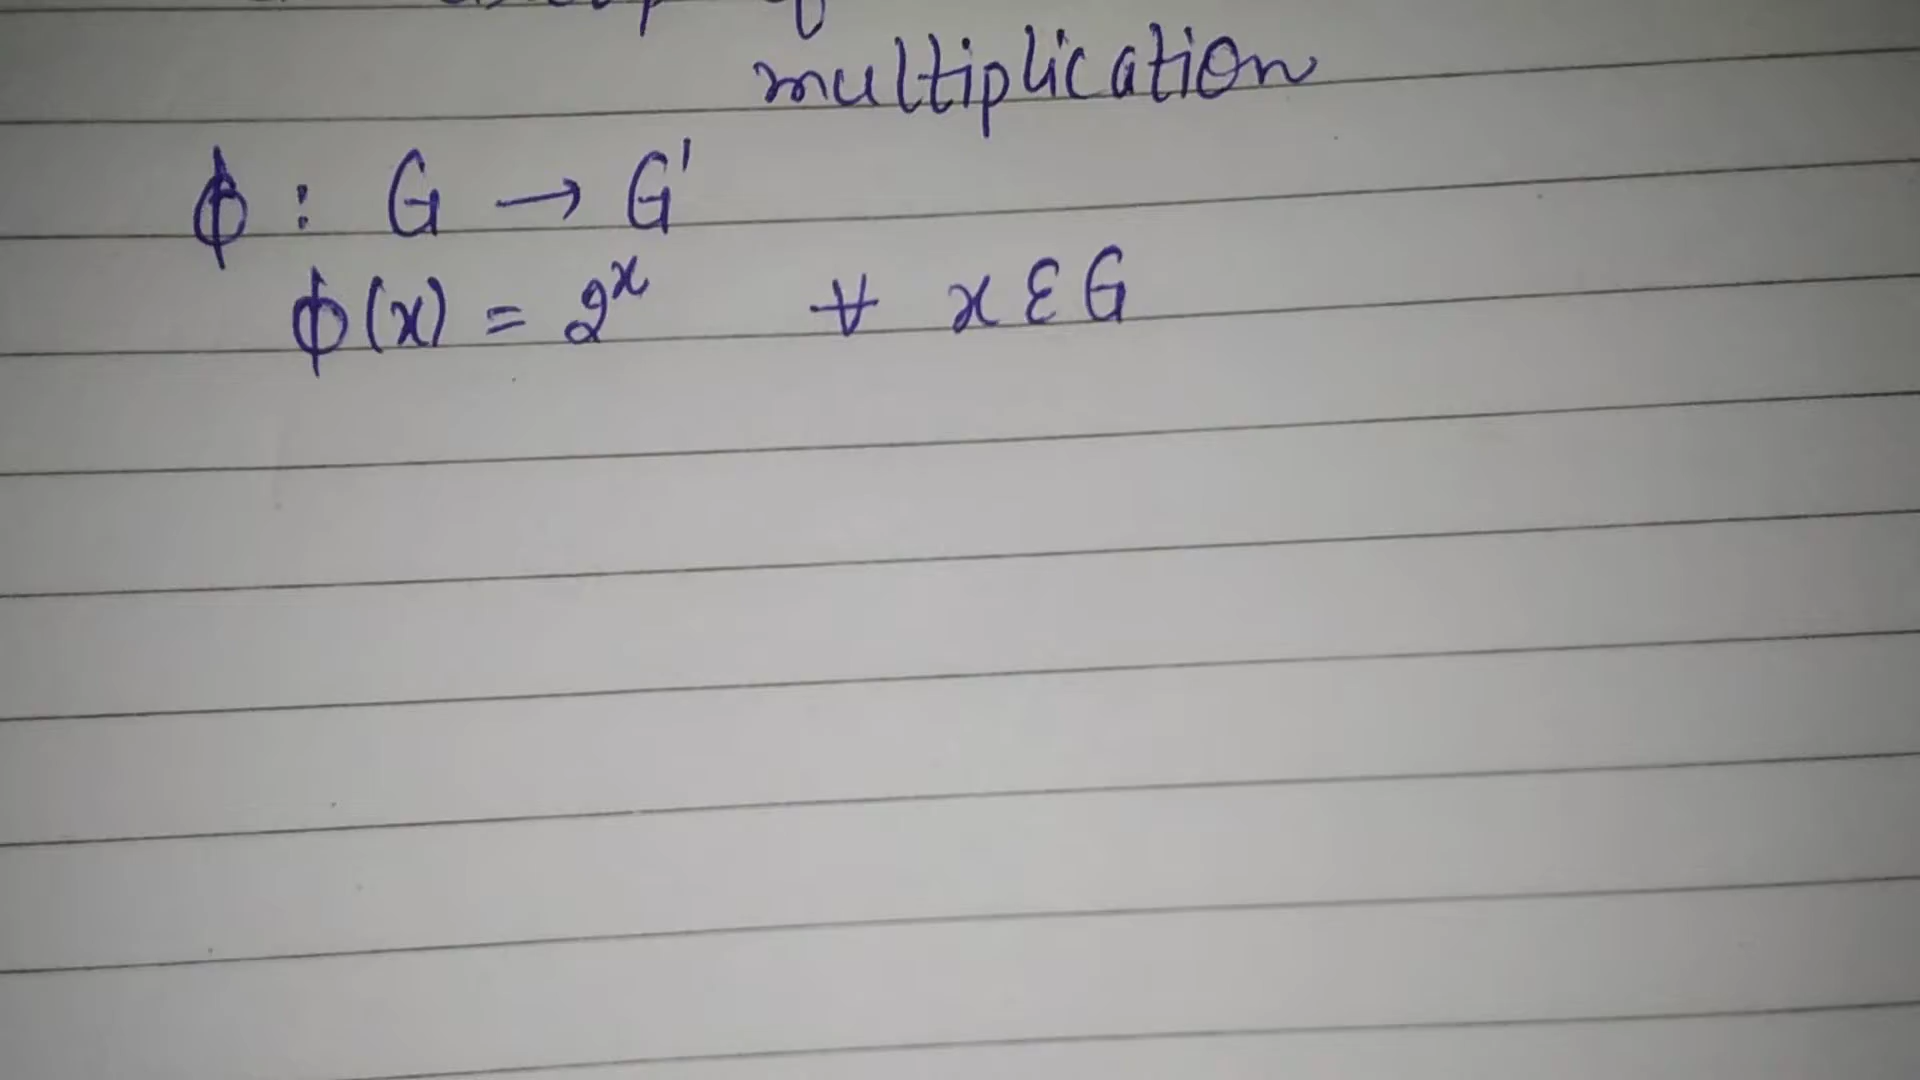 multiplication
ϕ : G → G'
ϕ(x) = 2^x ∀ x ∈ G